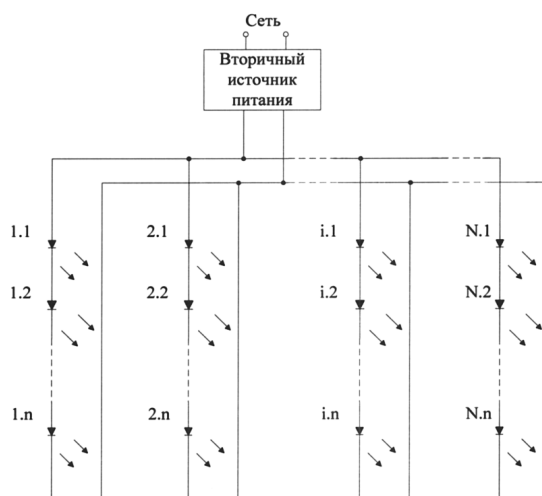 Сеть
Вторичный
источник
питания
1.1 2.1 i.1 N.1
1.2 2.2 i.2 N.2
1.n 2.n i.n N.n